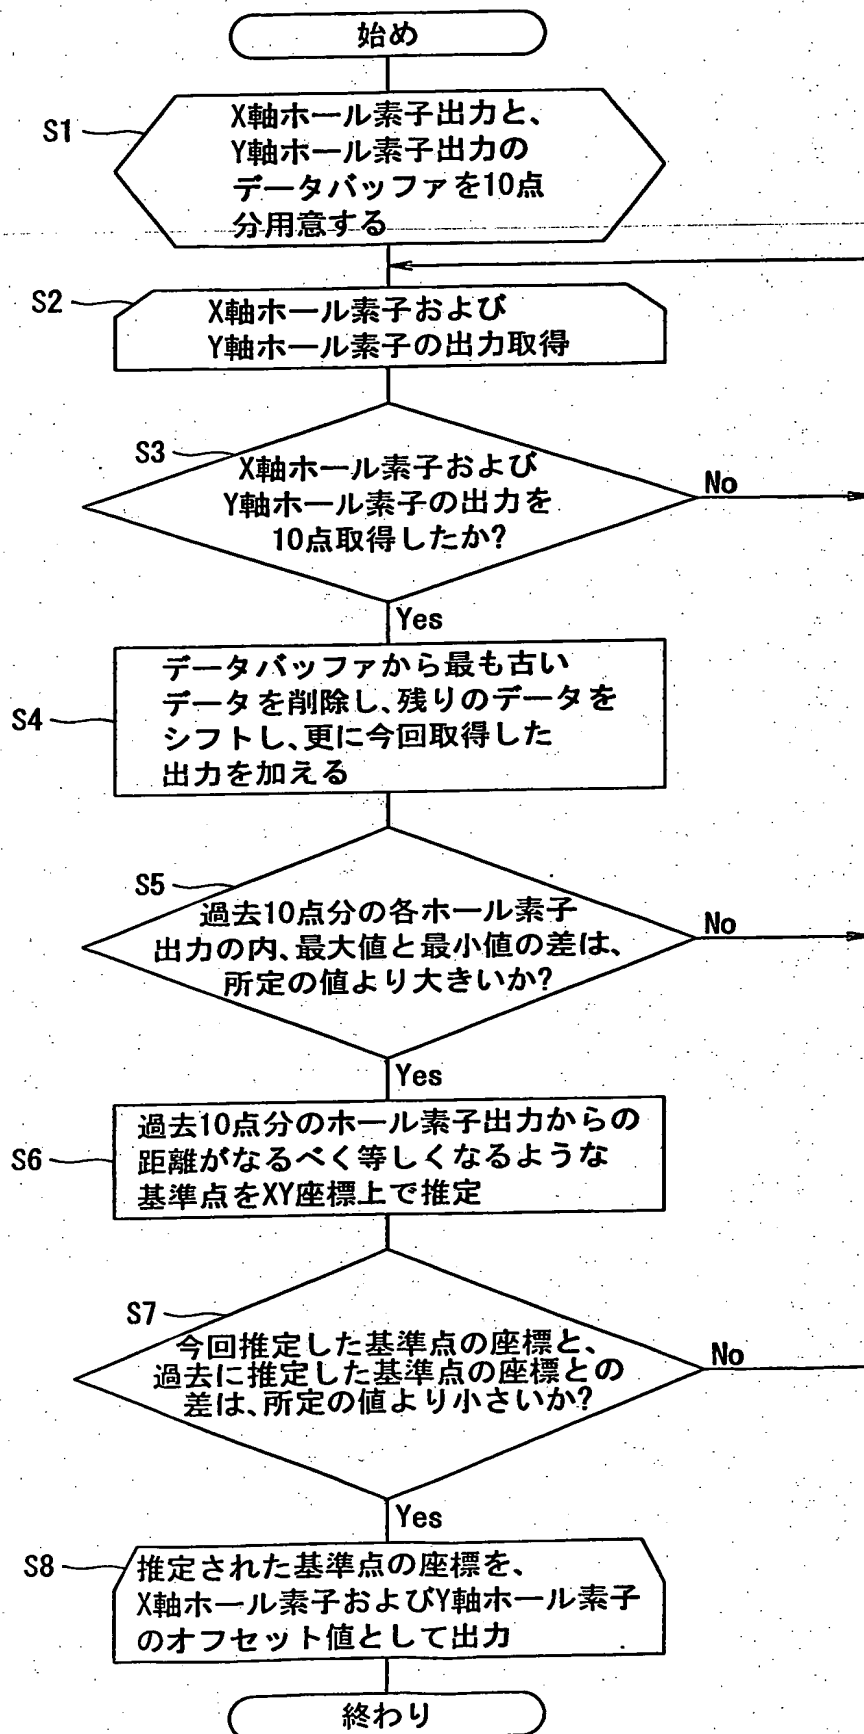 始め
S1
X軸ホール素子出力と、
Y軸ホール素子出力の
データバッファを10点
分用意する
S2
X軸ホール素子および
Y軸ホール素子の出力取得
S3
X軸ホール素子および
Y軸ホール素子の出力を
10点取得したか?
No
Yes
S4
データバッファから最も古い
データを削除し、残りのデータを
シフトし、更に今回取得した
出力を加える
S5
過去10点分の各ホール素子
出力の内、最大値と最小値の差は、
所定の値より大きいか?
No
Yes
S6
過去10点分のホール素子出力からの
距離がなるべく等しくなるような
基準点をXY座標上で推定
S7
今回推定した基準点の座標と、
過去に推定した基準点の座標との
差は、所定の値より小さいか?
No
Yes
S8
推定された基準点の座標を、
X軸ホール素子およびY軸ホール素子
のオフセット値として出力
終わり